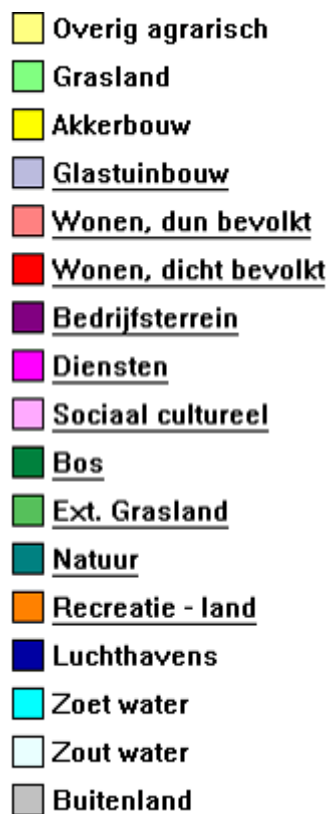 Overig agrarisch
Grasland
Akkerbouw
Glastuinbouw
Wonen, dun bevolkt
Wonen, dicht bevolkt
Bedrijfsterrein
Diensten
Sociaal cultureel
Bos
Ext. Grasland
Natuur
Recreatie - land
Luchthavens
Zoet water
Zout water
Buitenland